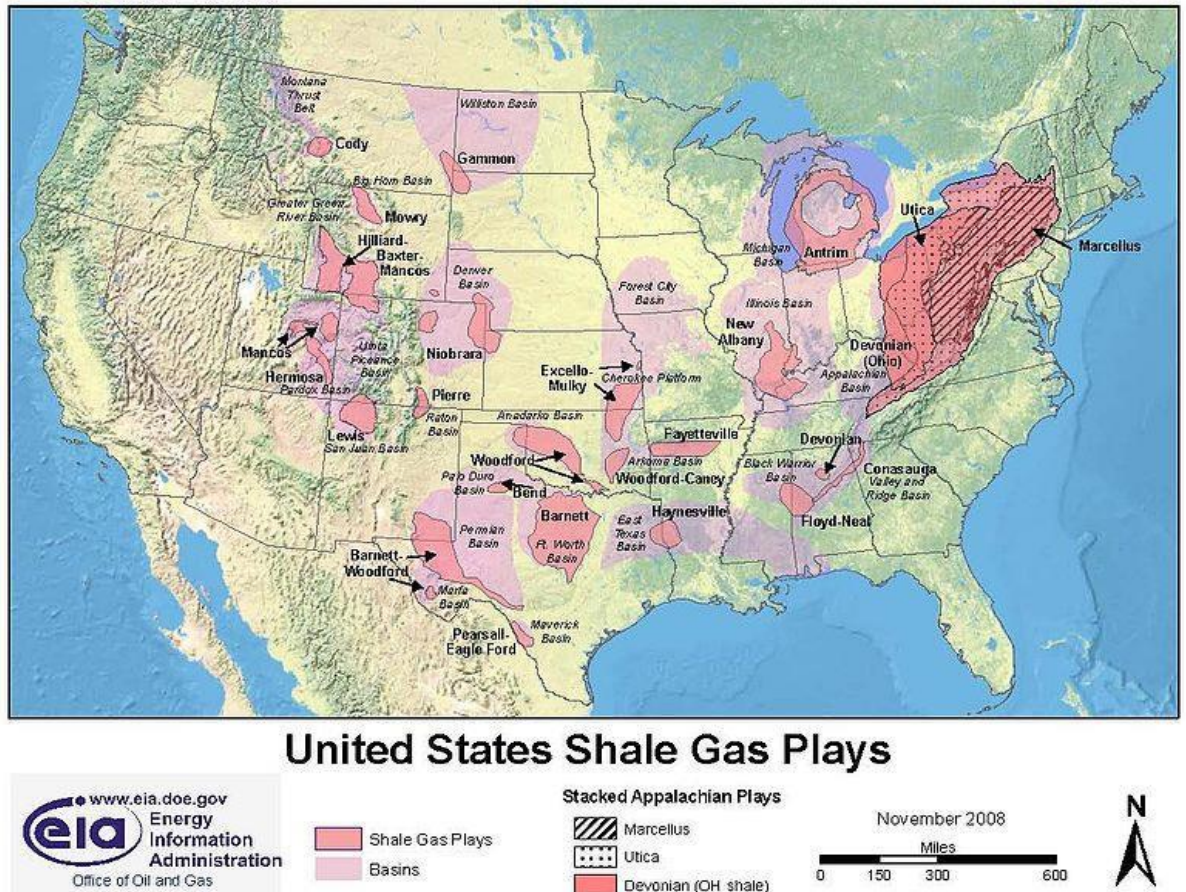 Montana
Thrust
Belt
Williston Basin
Cody
Gammon
Big Horn Basin
Greater Green
River Basin
Mowry
Hilliard-
Baxter-
Mancos
Utica
Marcellus
Antrim
Michigan
Basin
Denver
Basin
Forest City
Basin
Illinois Basin
New
Albany
Devonian
(Ohio)
Appalachian
Basin
Mancos
Uinta
Piceance
Basin
Niobrara
Hermosa
Paradox Basin
Excello-
Mulky
Cherokee Platform
Pierre
Raton
Basin
Anadarko Basin
Lewis
San Juan Basin
Fayetteville
Devonian
Woodford
Arkoma Basin
Woodford-Caney
Black Warrior
Basin
Conasauga
Valley and
Ridge Basin
Palo Duro
Basin
Bend
Barnett
Haynesville
Floyd-Neal
East
Texas
Basin
Permian
Basin
Ft. Worth
Basin
Barnett-
Woodford
Marfa
Basin
Pearsall-
Eagle Ford
Maverick
Basin
United States Shale Gas Plays
eia
www.eia.doe.gov
Energy
Information
Administration
Office of Oil and Gas
Shale Gas Plays
Basins
Stacked Appalachian Plays
Marcellus
Utica
Devonian (OH shale)
November 2008
Miles
0 150 300 600
N